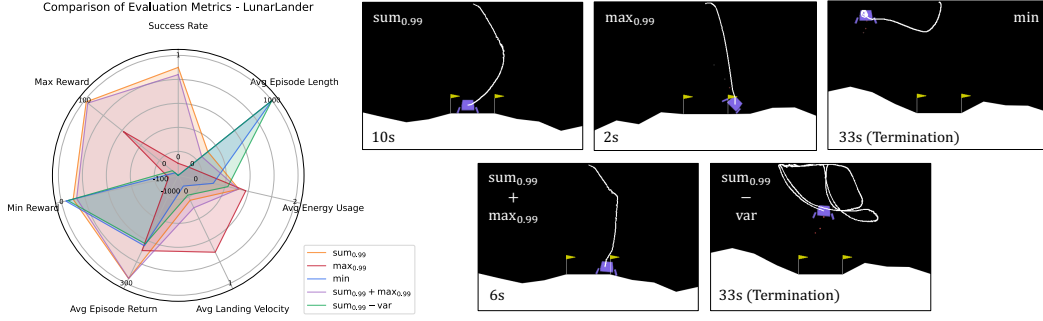 Comparison of Evaluation Metrics - LunarLander
Success Rate
1
Max Reward
Avg Episode Length
100
1000
0
0
0
-100
0
-1000
0
0
Min Reward
2
Avg Energy Usage
300
1
Avg Episode Return
Avg Landing Velocity
sum0.99
max0.99
min
sum0.99 + max0.99
sum0.99 − var
sum0.99
10s
max0.99
2s
min
33s (Termination)
sum0.99
+
max0.99
6s
sum0.99
−
var
33s (Termination)